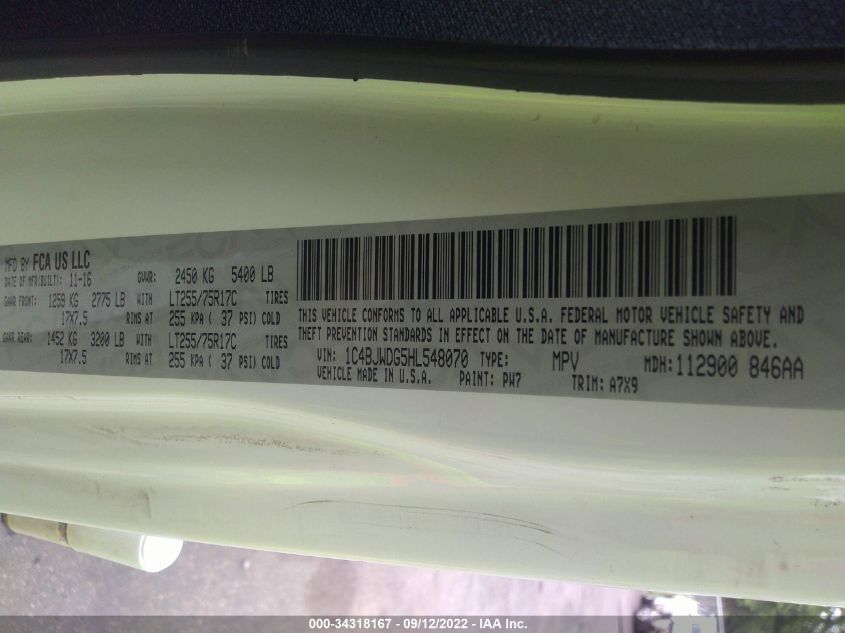 MFD BY FCA US LLC
DATE OF MFR(BUILT): 11-16 GVWR: 2450 KG 5400 LB
GAWR FRONT: 1259 KG 2775 LB WITH LT255/75R17C TIRES
17X7.5 RIMS AT 255 KPA ( 37 PSI) COLD
GAWR REAR: 1452 KG 3200 LB WITH LT255/75R17C TIRES
17X7.5 RIMS AT 255 KPA ( 37 PSI) COLD
THIS VEHICLE CONFORMS TO ALL APPLICABLE U.S.A. FEDERAL MOTOR VEHICLE SAFETY AND
THEFT PREVENTION STANDARDS IN EFFECT ON THE DATE OF MANUFACTURE SHOWN ABOVE.
VIN: 1C4BJWDG5HL548070 TYPE: MPV MDH: 112900 846AA
VEHICLE MADE IN U.S.A. PAINT: PW7 TRIM: A7X9
000-34318167 - 09/12/2022 - IAA Inc.